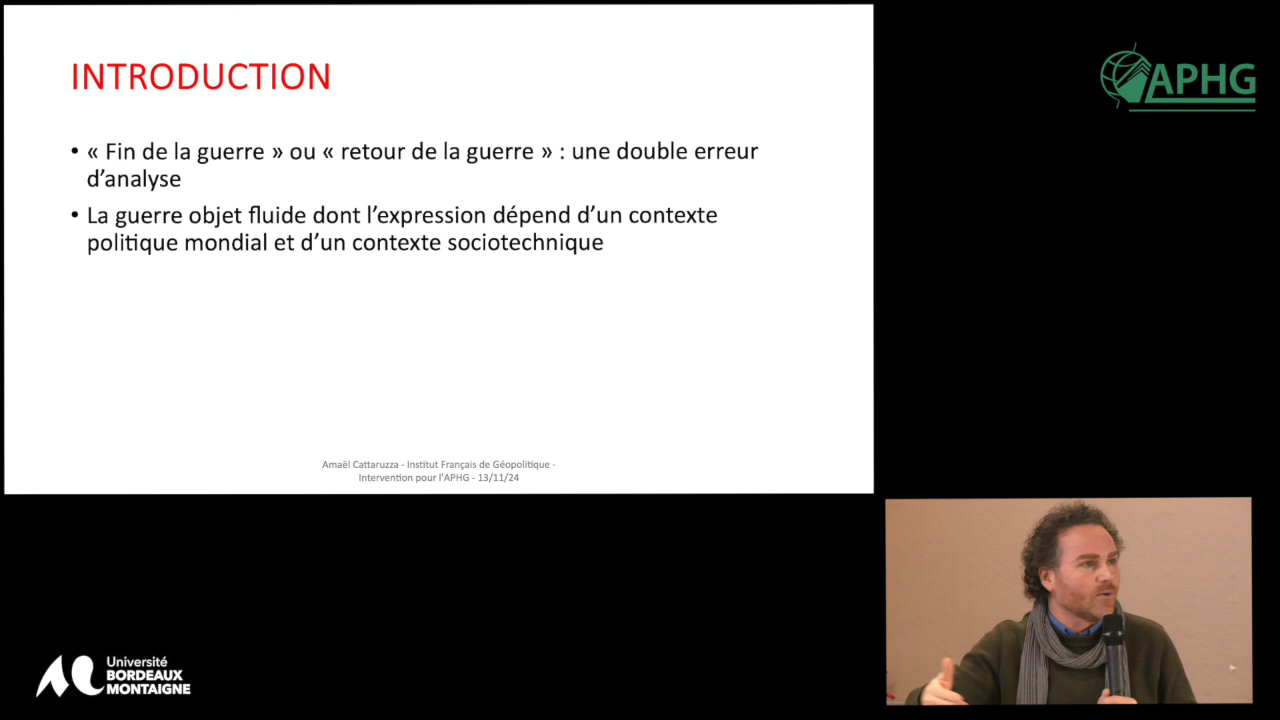 INTRODUCTION
• « Fin de la guerre » ou « retour de la guerre » : une double erreur
d’analyse
• La guerre objet fluide dont l’expression dépend d’un contexte
politique mondial et d’un contexte sociotechnique
Amaël Cattaruzza - Institut Français de Géopolitique -
Intervention pour l'APHG - 13/11/24
APHG
Université
BORDEAUX
MONTAIGNE